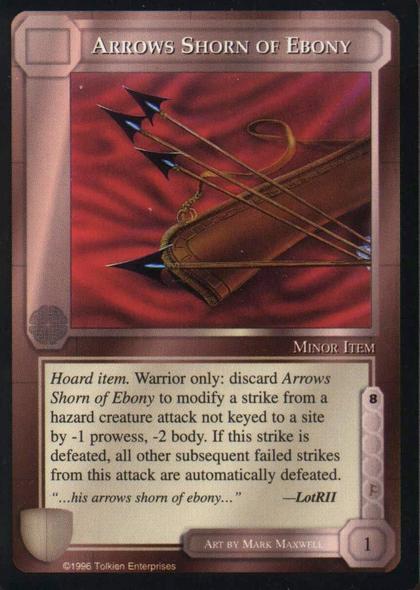 ARROWS SHORN OF EBONY
MINOR ITEM
Hoard item. Warrior only: discard Arrows
Shorn of Ebony to modify a strike from a
hazard creature attack not keyed to a site
by -1 prowess, -2 body. If this strike is
defeated, all other subsequent failed strikes
from this attack are automatically defeated.
“...his arrows shorn of ebony...” —LotRII
8
F
ART BY MARK MAXWELL
1
©1996 Tolkien Enterprises